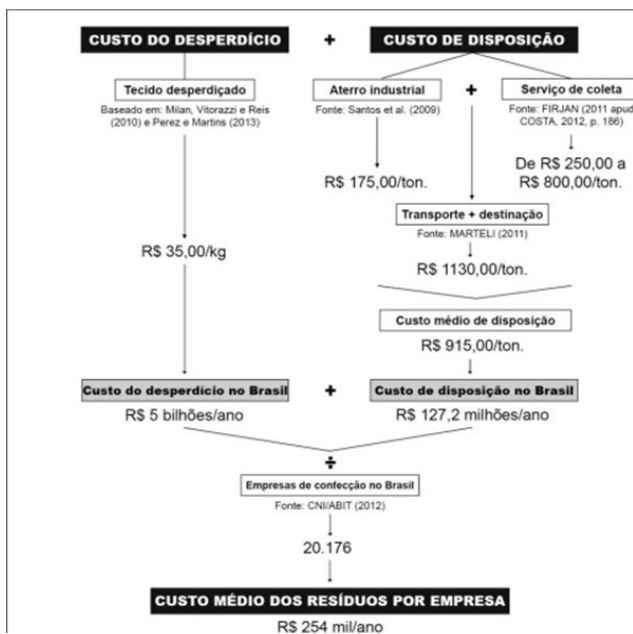 CUSTO DO DESPERDÍCIO + CUSTO DE DISPOSIÇÃO
Tecido desperdiçado
Baseado em: Milan, Vitorazzi e Reis
(2010) e Perez e Martins (2013)
Aterro industrial
Fonte: Santos et al. (2009)
+
Serviço de coleta
Fonte: FIRJAN (2011 apud
COSTA, 2012, p. 186)
R$ 175,00/ton.
De R$ 250,00 a
R$ 800,00/ton.
Transporte + destinação
Fonte: MARTELI (2011)
R$ 35,00/kg
R$ 1130,00/ton.
Custo médio de disposição
R$ 915,00/ton.
Custo do desperdício no Brasil + Custo de disposição no Brasil
R$ 5 bilhões/ano
R$ 127,2 milhões/ano
÷
Empresas de confecção no Brasil
Fonte: CNI/ABIT (2012)
20.176
CUSTO MÉDIO DOS RESÍDUOS POR EMPRESA
R$ 254 mil/ano